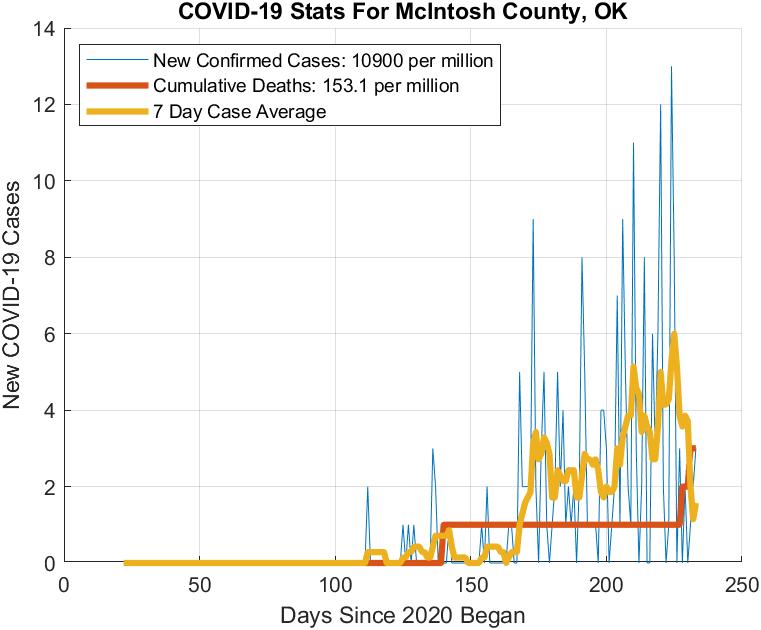 COVID-19 Stats For McIntosh County, OK
New Confirmed Cases: 10900 per million
Cumulative Deaths: 153.1 per million
7 Day Case Average
New COVID-19 Cases
14
12
10
8
6
4
2
0
0 50 100 150 200 250
Days Since 2020 Began